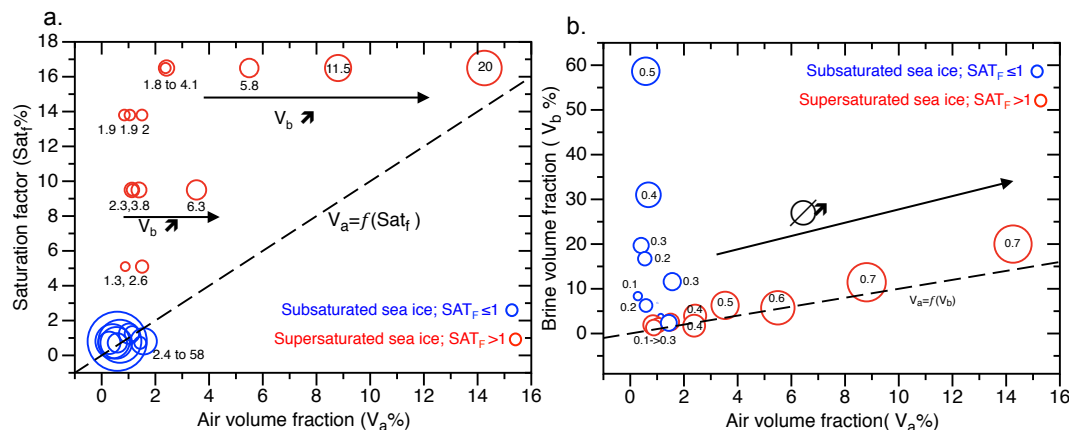 a.
18
16
14
12
10
8
6
4
2
0
Saturation factor (Sat_f%)
1.8 to 4.1
5.8
11.5
20
V_b ↗
1.9 1.9 2
2.3,3.8
6.3
V_b ↗
V_a=f(Sat_f)
1.3, 2.6
Subsaturated sea ice; SAT_F ≤1
Supersaturated sea ice; SAT_F >1
2.4 to 58
0 2 4 6 8 10 12 14 16
Air volume fraction (V_a%)
b.
60
50
40
30
20
10
0
Brine volume fraction ( V_b %)
0.5
Subsaturated sea ice; SAT_F ≤1
Supersaturated sea ice; SAT_F >1
0.4
∅↗
0.3
0.2
0.7
0.1
0.3
0.7
0.2
0.5
0.6
0.4
0.4
V_a=f(V_b)
0.1->0.3
0 2 4 6 8 10 12 14 16
Air volume fraction( V_a%)